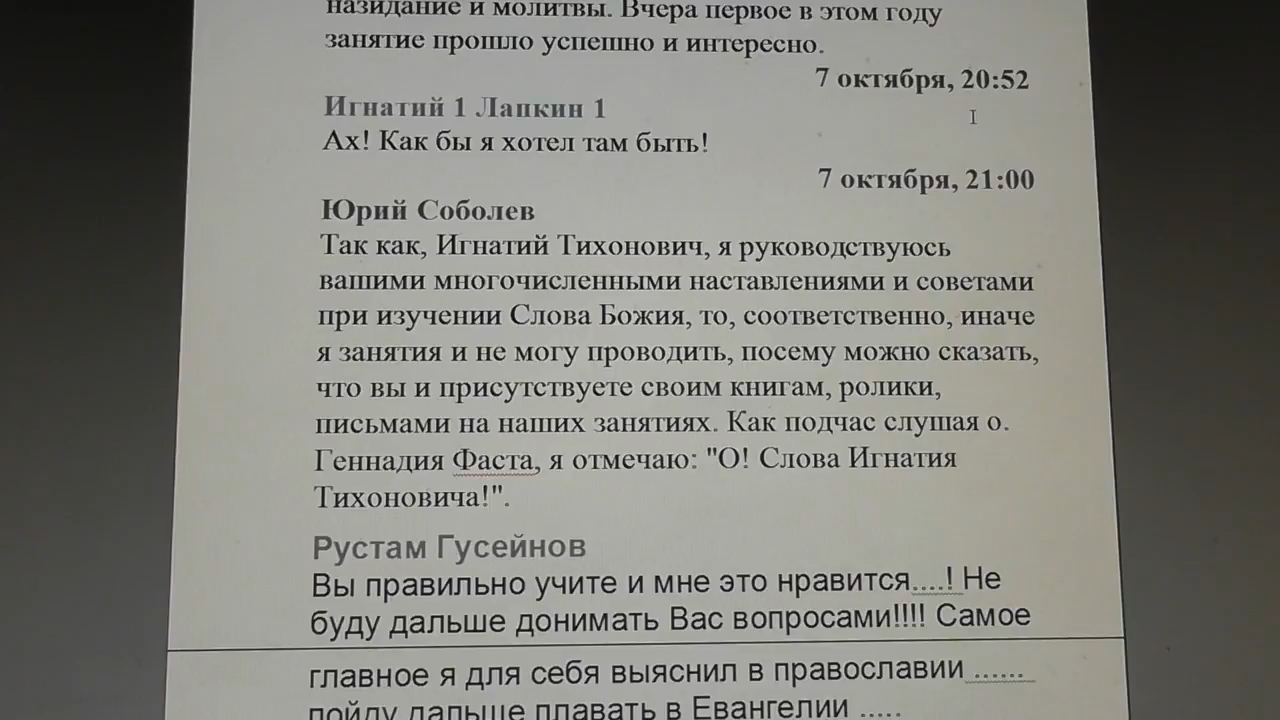 назидание и молитвы. Вчера первое в этом году
занятие прошло успешно и интересно.
7 октября, 20:52
Игнатий 1 Лапкин 1
Ах! Как бы я хотел там быть!
7 октября, 21:00
Юрий Соболев
Так как, Игнатий Тихонович, я руководствуюсь
вашими многочисленными наставлениями и советами
при изучении Слова Божия, то, соответственно, иначе
я занятия и не могу проводить, посему можно сказать,
что вы и присутствуете своим книгам, ролики,
письмами на наших занятиях. Как подчас слушая о.
Геннадия Фаста, я отмечаю: "О! Слова Игнатия
Тихоновича!".
Рустам Гусейнов
Вы правильно учите и мне это нравится....! Не
буду дальше донимать Вас вопросами!!!! Самое
главное я для себя выяснил в православии ......
пойду дальше плавать в Евангелии .....